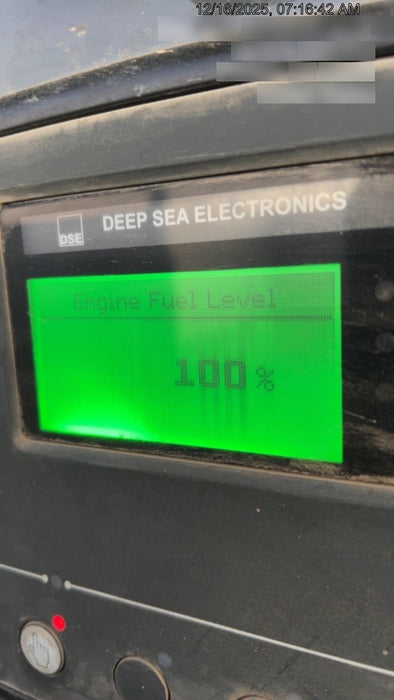 12/16/2025, 07:16:42 AM
DSE
DEEP SEA ELECTRONICS
Engine Fuel Level
100%